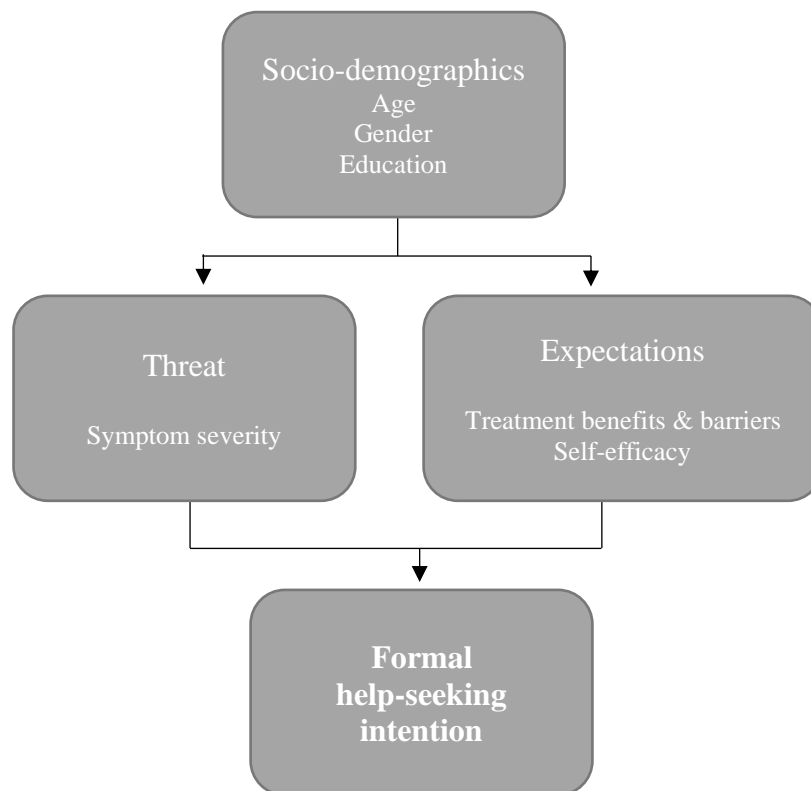 Socio-demographics
Age
Gender
Education
Threat
Symptom severity
Expectations
Treatment benefits & barriers
Self-efficacy
Formal
help-seeking
intention